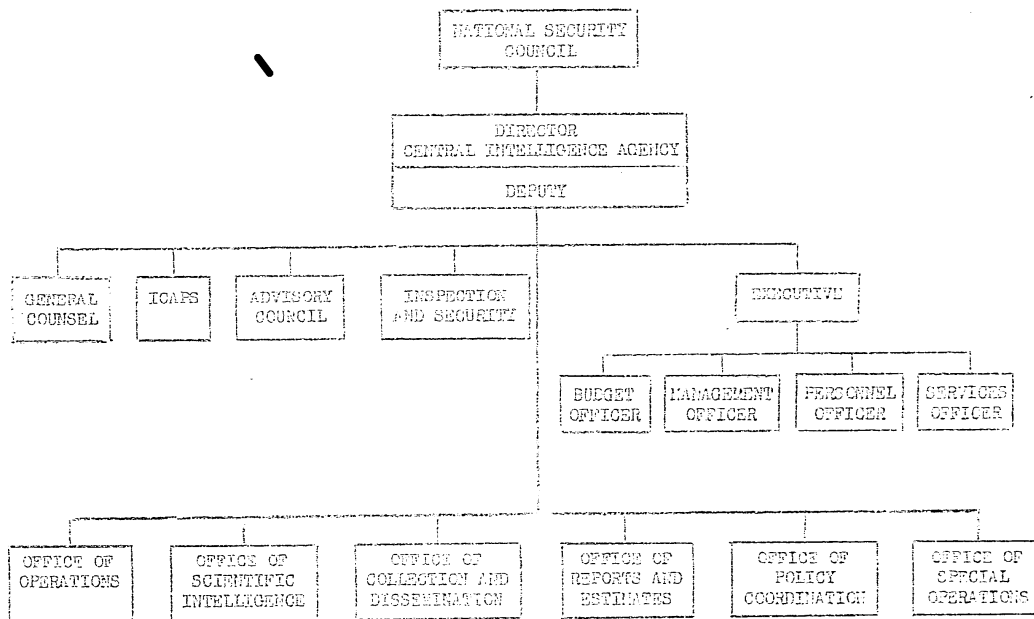 NATIONAL SECURITY
COUNCIL
DIRECTOR
CENTRAL INTELLIGENCE AGENCY
DEPUTY
GENERAL
COUNSEL
ICAPS
ADVISORY
COUNCIL
INSPECTION
AND SECURITY
EXECUTIVE
BUDGET
OFFICER
MANAGEMENT
OFFICER
PERSONNEL
OFFICER
SERVICES
OFFICER
OFFICE OF
OPERATIONS
OFFICE OF
SCIENTIFIC
INTELLIGENCE
OFFICE OF
COLLECTION AND
DISSEMINATION
OFFICE OF
REPORTS AND
ESTIMATES
OFFICE OF
POLICY
COORDINATION
OFFICE OF
SPECIAL
OPERATIONS